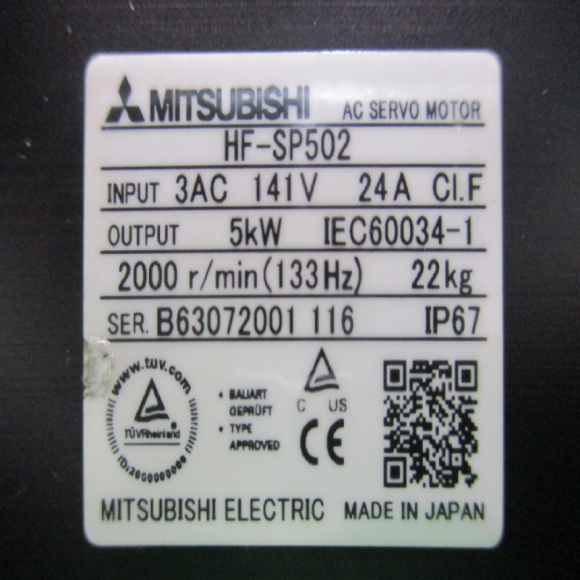 MITSUBISHI AC SERVO MOTOR
HF-SP502
INPUT 3AC 141V 24A CI.F
OUTPUT 5kW IEC60034-1
2000 r/min(133Hz) 22kg
SER. B63072001 116 IP67
www.tuv.com
TÜVRheinland
• BAUART
GEPRÜFT
• TYPE
APPROVED
C US
CE
MITSUBISHI ELECTRIC MADE IN JAPAN